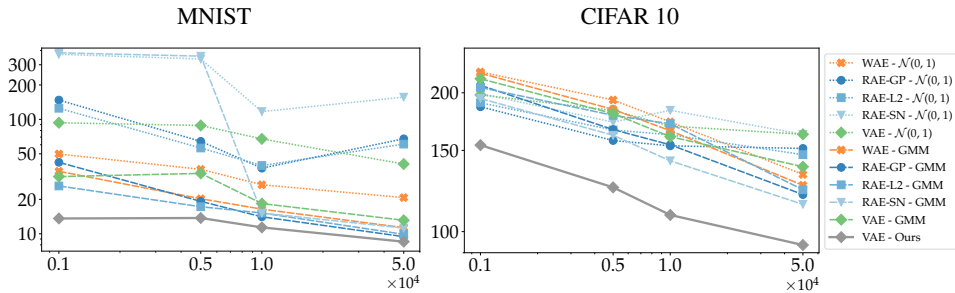 MNIST
CIFAR 10
300
200
100
50
20
10
0.1
0.5
1.0
5.0
×10⁴
200
150
100
0.1
0.5
1.0
5.0
×10⁴
WAE - 𝒩(0, 1)
RAE-GP - 𝒩(0, 1)
RAE-L2 - 𝒩(0, 1)
RAE-SN - 𝒩(0, 1)
VAE - 𝒩(0, 1)
WAE - GMM
RAE-GP - GMM
RAE-L2 - GMM
RAE-SN - GMM
VAE - GMM
VAE - Ours